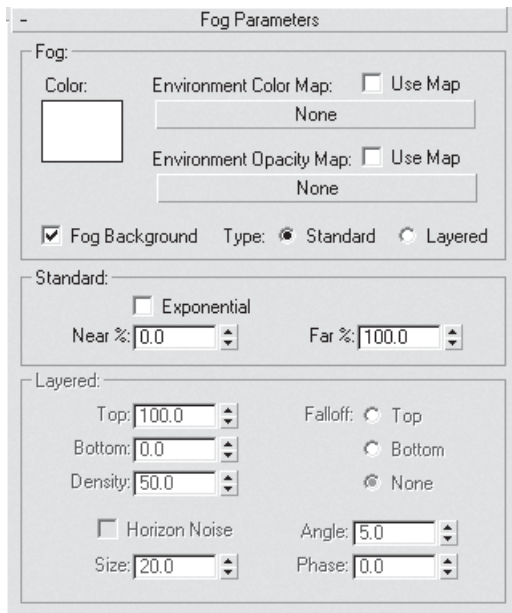 - Fog Parameters
Fog:
Color: Environment Color Map: Use Map
None
Environment Opacity Map: Use Map
None
Fog Background Type: Standard Layered
Standard:
Exponential
Near %: 0.0 Far %: 100.0
Layered:
Top: 100.0 Falloff: Top
Bottom: 0.0 Bottom
Density: 50.0 None
Horizon Noise Angle: 5.0
Size: 20.0 Phase: 0.0